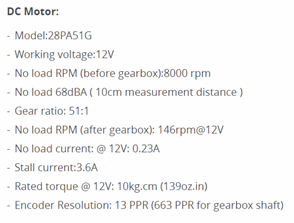 DC Motor:
- Model:28PA51G
- Working voltage:12V
- No load RPM (before gearbox):8000 rpm
- No load 68dBA ( 10cm measurement distance )
- Gear ratio: 51:1
- No load RPM (after gearbox): 146rpm@12V
- No load current: @ 12V: 0.23A
- Stall current:3.6A
- Rated torque @ 12V: 10kg.cm (139oz.in)
- Encoder Resolution: 13 PPR (663 PPR for gearbox shaft)